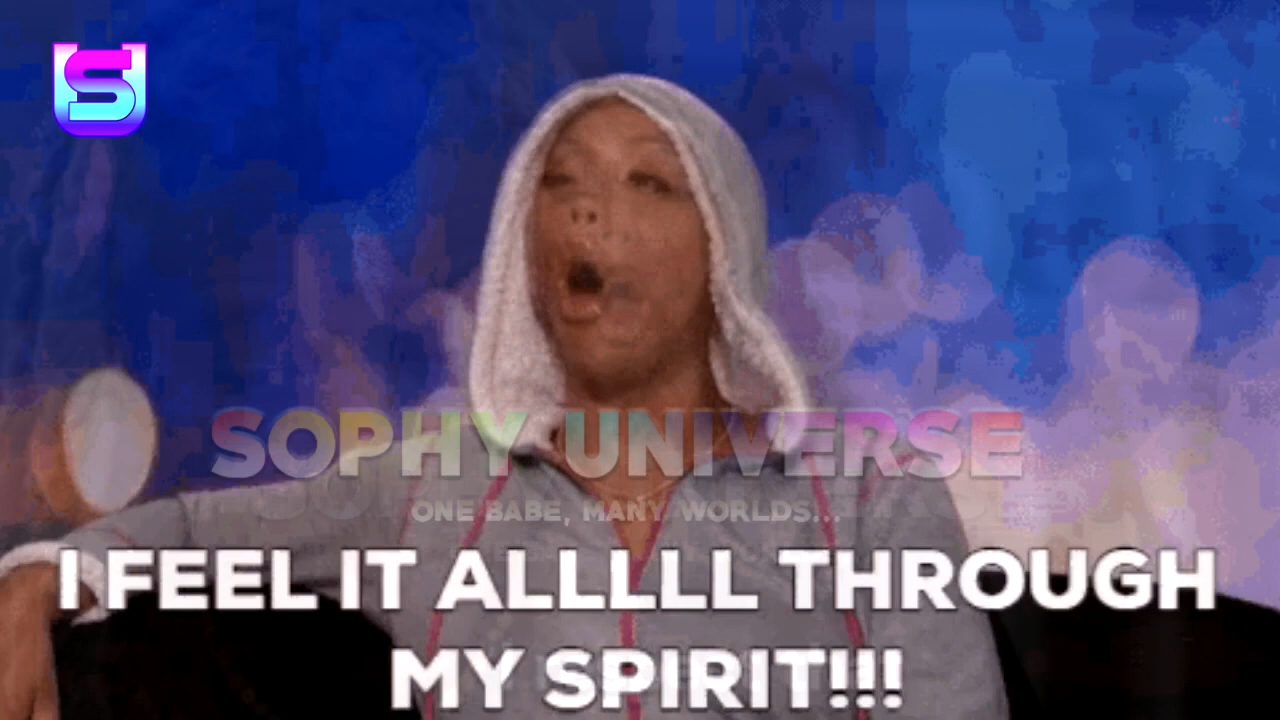 S
SOPHY UNIVERSE
ONE BABE, MANY WORLDS...
I FEEL IT ALLLLL THROUGH
MY SPIRIT!!!